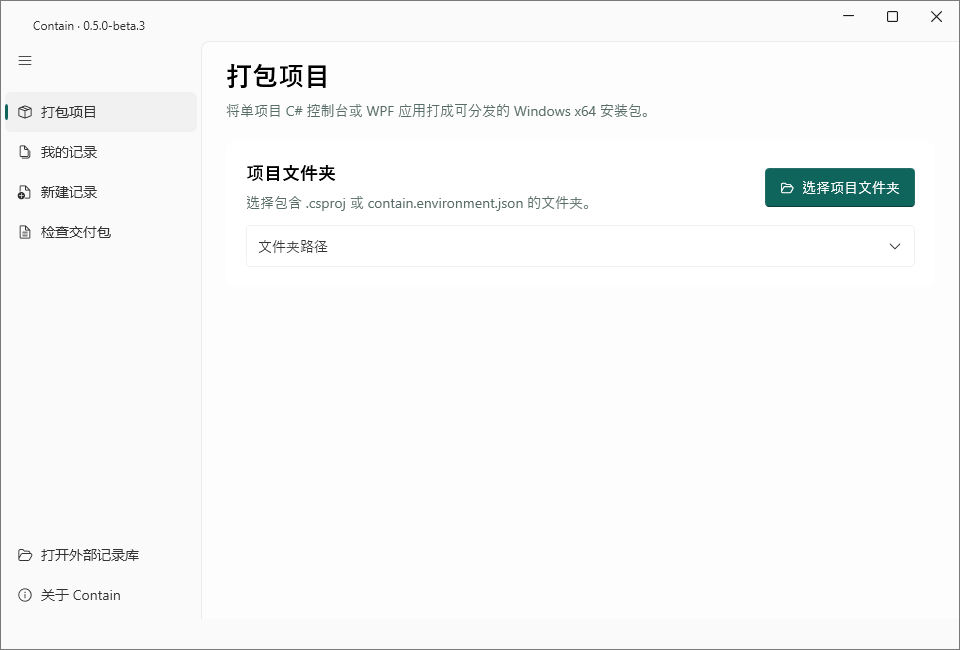 Contain · 0.5.0-beta.3
打包项目
我的记录
新建记录
检查交付包
打开外部记录库
关于 Contain
打包项目
将单项目 C# 控制台或 WPF 应用打成可分发的 Windows x64 安装包。
项目文件夹
选择包含 .csproj 或 contain.environment.json 的文件夹。
选择项目文件夹
文件夹路径